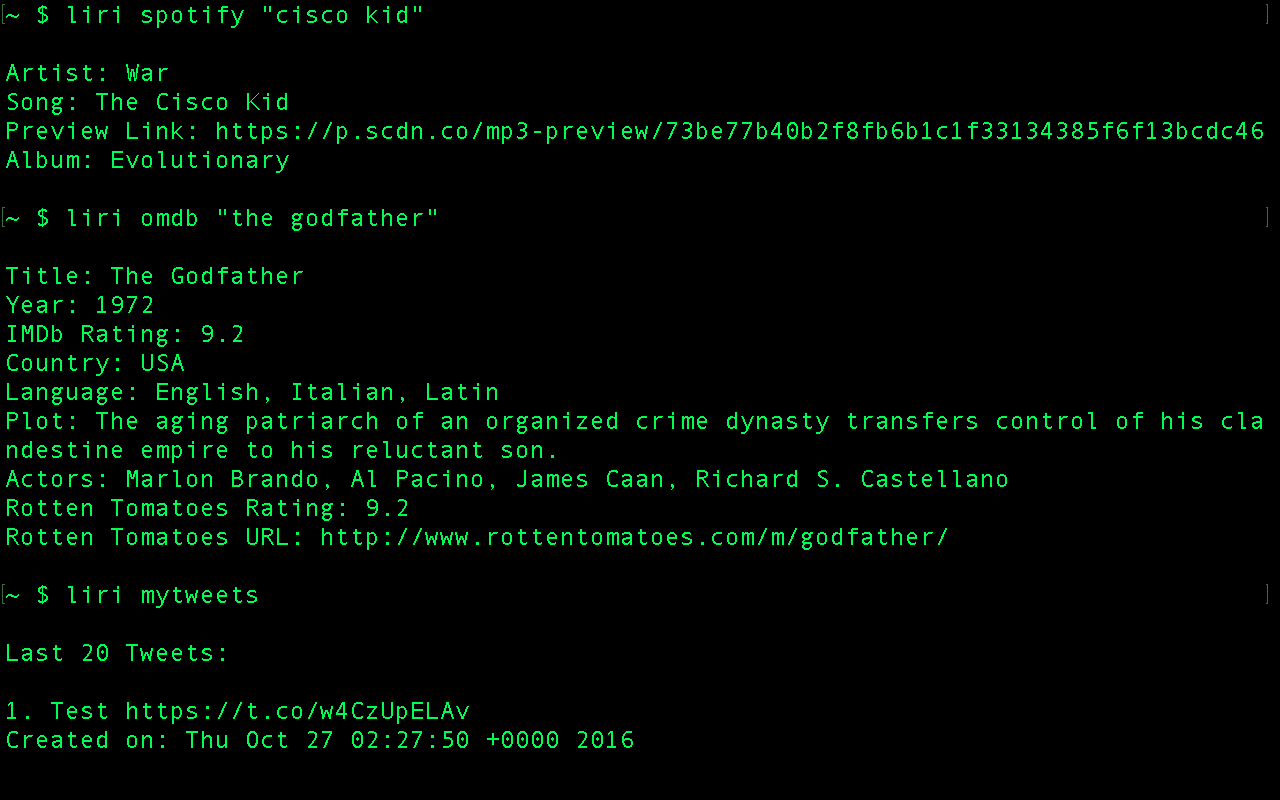 [~ $ liri spotify "cisco kid" ]
Artist: War
Song: The Cisco Kid
Preview Link: https://p.scdn.co/mp3-preview/73be77b40b2f8fb6b1c1f33134385f6f13bcdc46
Album: Evolutionary
[~ $ liri omdb "the godfather" ]
Title: The Godfather
Year: 1972
IMDb Rating: 9.2
Country: USA
Language: English, Italian, Latin
Plot: The aging patriarch of an organized crime dynasty transfers control of his cla
ndestine empire to his reluctant son.
Actors: Marlon Brando, Al Pacino, James Caan, Richard S. Castellano
Rotten Tomatoes Rating: 9.2
Rotten Tomatoes URL: http://www.rottentomatoes.com/m/godfather/
[~ $ liri mytweets ]
Last 20 Tweets:
1. Test https://t.co/w4CzUpELAv
Created on: Thu Oct 27 02:27:50 +0000 2016